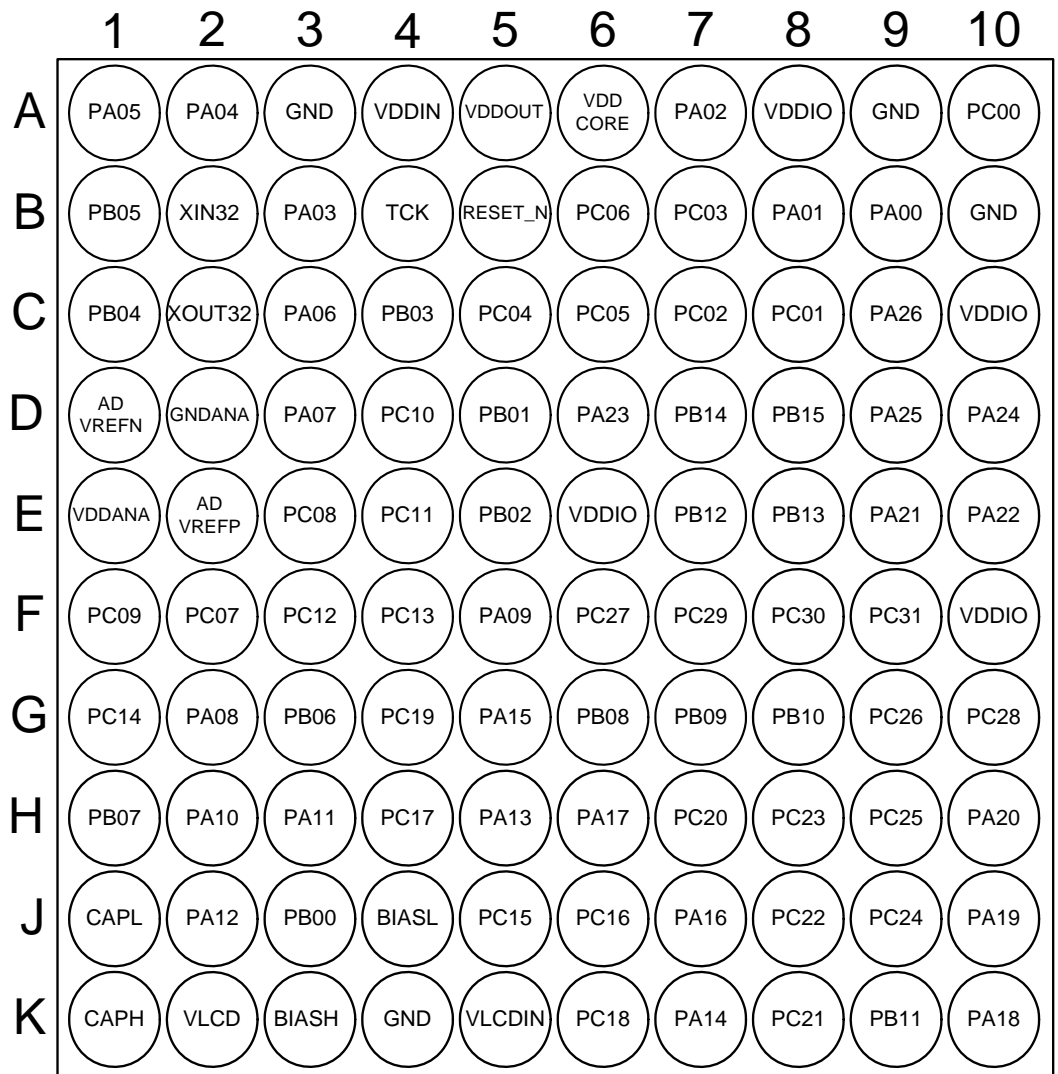 1 2 3 4 5 6 7 8 9 10
A PA05 PA04 GND VDDIN VDDOUT VDD CORE PA02 VDDIO GND PC00
B PB05 XIN32 PA03 TCK RESET_N PC06 PC03 PA01 PA00 GND
C PB04 XOUT32 PA06 PB03 PC04 PC05 PC02 PC01 PA26 VDDIO
D AD VREFN GNDANA PA07 PC10 PB01 PA23 PB14 PB15 PA25 PA24
E VDDANA AD VREFP PC08 PC11 PB02 VDDIO PB12 PB13 PA21 PA22
F PC09 PC07 PC12 PC13 PA09 PC27 PC29 PC30 PC31 VDDIO
G PC14 PA08 PB06 PC19 PA15 PB08 PB09 PB10 PC26 PC28
H PB07 PA10 PA11 PC17 PA13 PA17 PC20 PC23 PC25 PA20
J CAPL PA12 PB00 BIASL PC15 PC16 PA16 PC22 PC24 PA19
K CAPH VLCD BIASH GND VLCDIN PC18 PA14 PC21 PB11 PA18